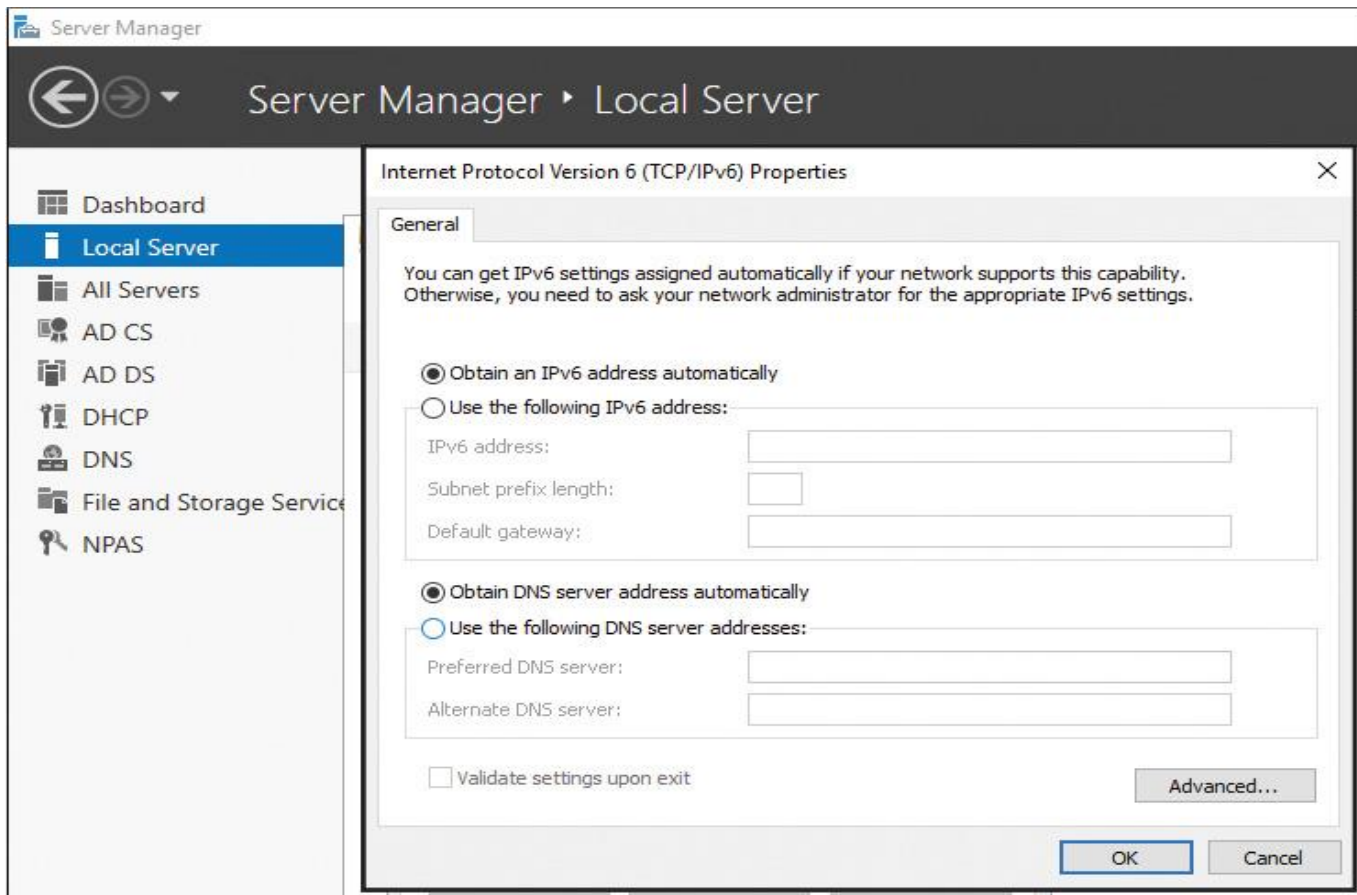 Server Manager
Server Manager ‣ Local Server
Dashboard
Local Server
All Servers
AD CS
AD DS
DHCP
DNS
File and Storage Service
NPAS
Internet Protocol Version 6 (TCP/IPv6) Properties
General
You can get IPv6 settings assigned automatically if your network supports this capability.
Otherwise, you need to ask your network administrator for the appropriate IPv6 settings.
Obtain an IPv6 address automatically
Use the following IPv6 address:
IPv6 address:
Subnet prefix length:
Default gateway:
Obtain DNS server address automatically
Use the following DNS server addresses:
Preferred DNS server:
Alternate DNS server:
Validate settings upon exit
Advanced...
OK
Cancel